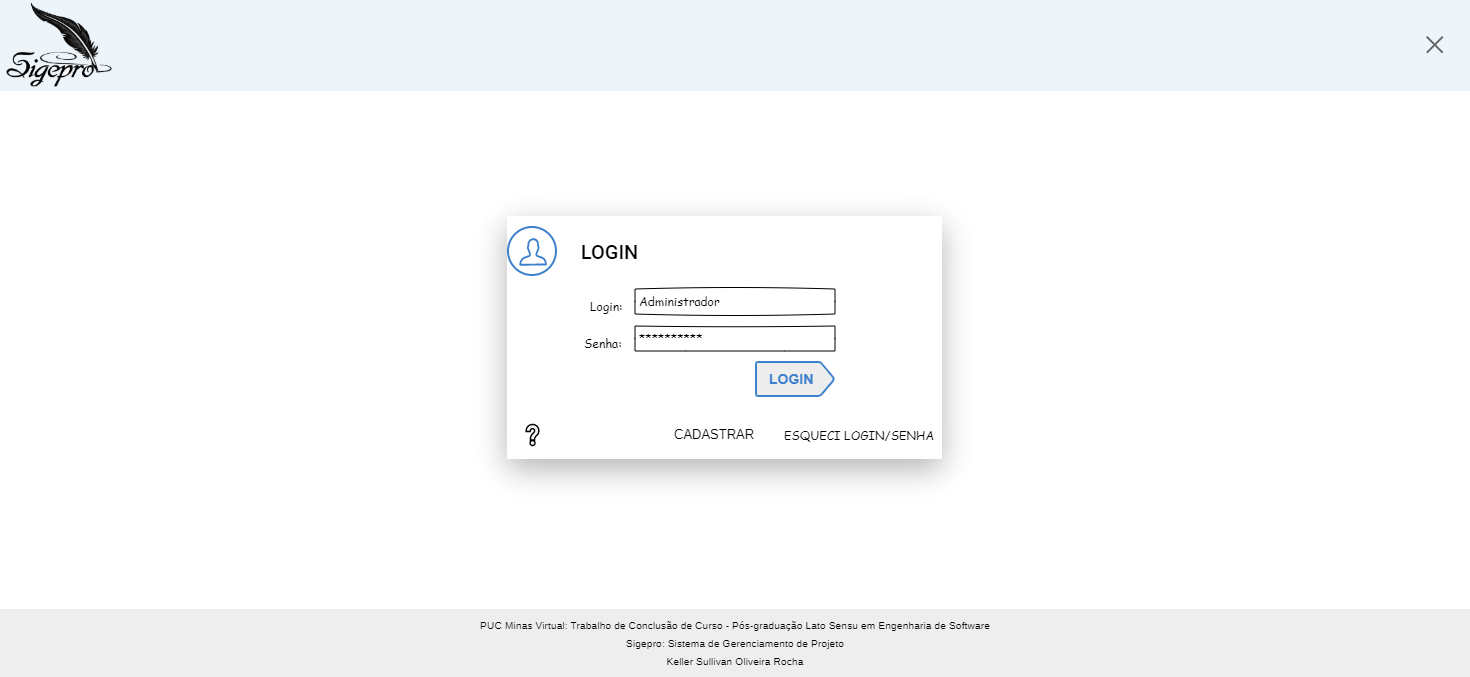 Sigepro
LOGIN
Login: Administrador
Senha: **********
LOGIN
CADASTRAR ESQUECI LOGIN/SENHA
PUC Minas Virtual: Trabalho de Conclusão de Curso - Pós-graduação Lato Sensu em Engenharia de Software
Sigepro: Sistema de Gerenciamento de Projeto
Keller Sullivan Oliveira Rocha